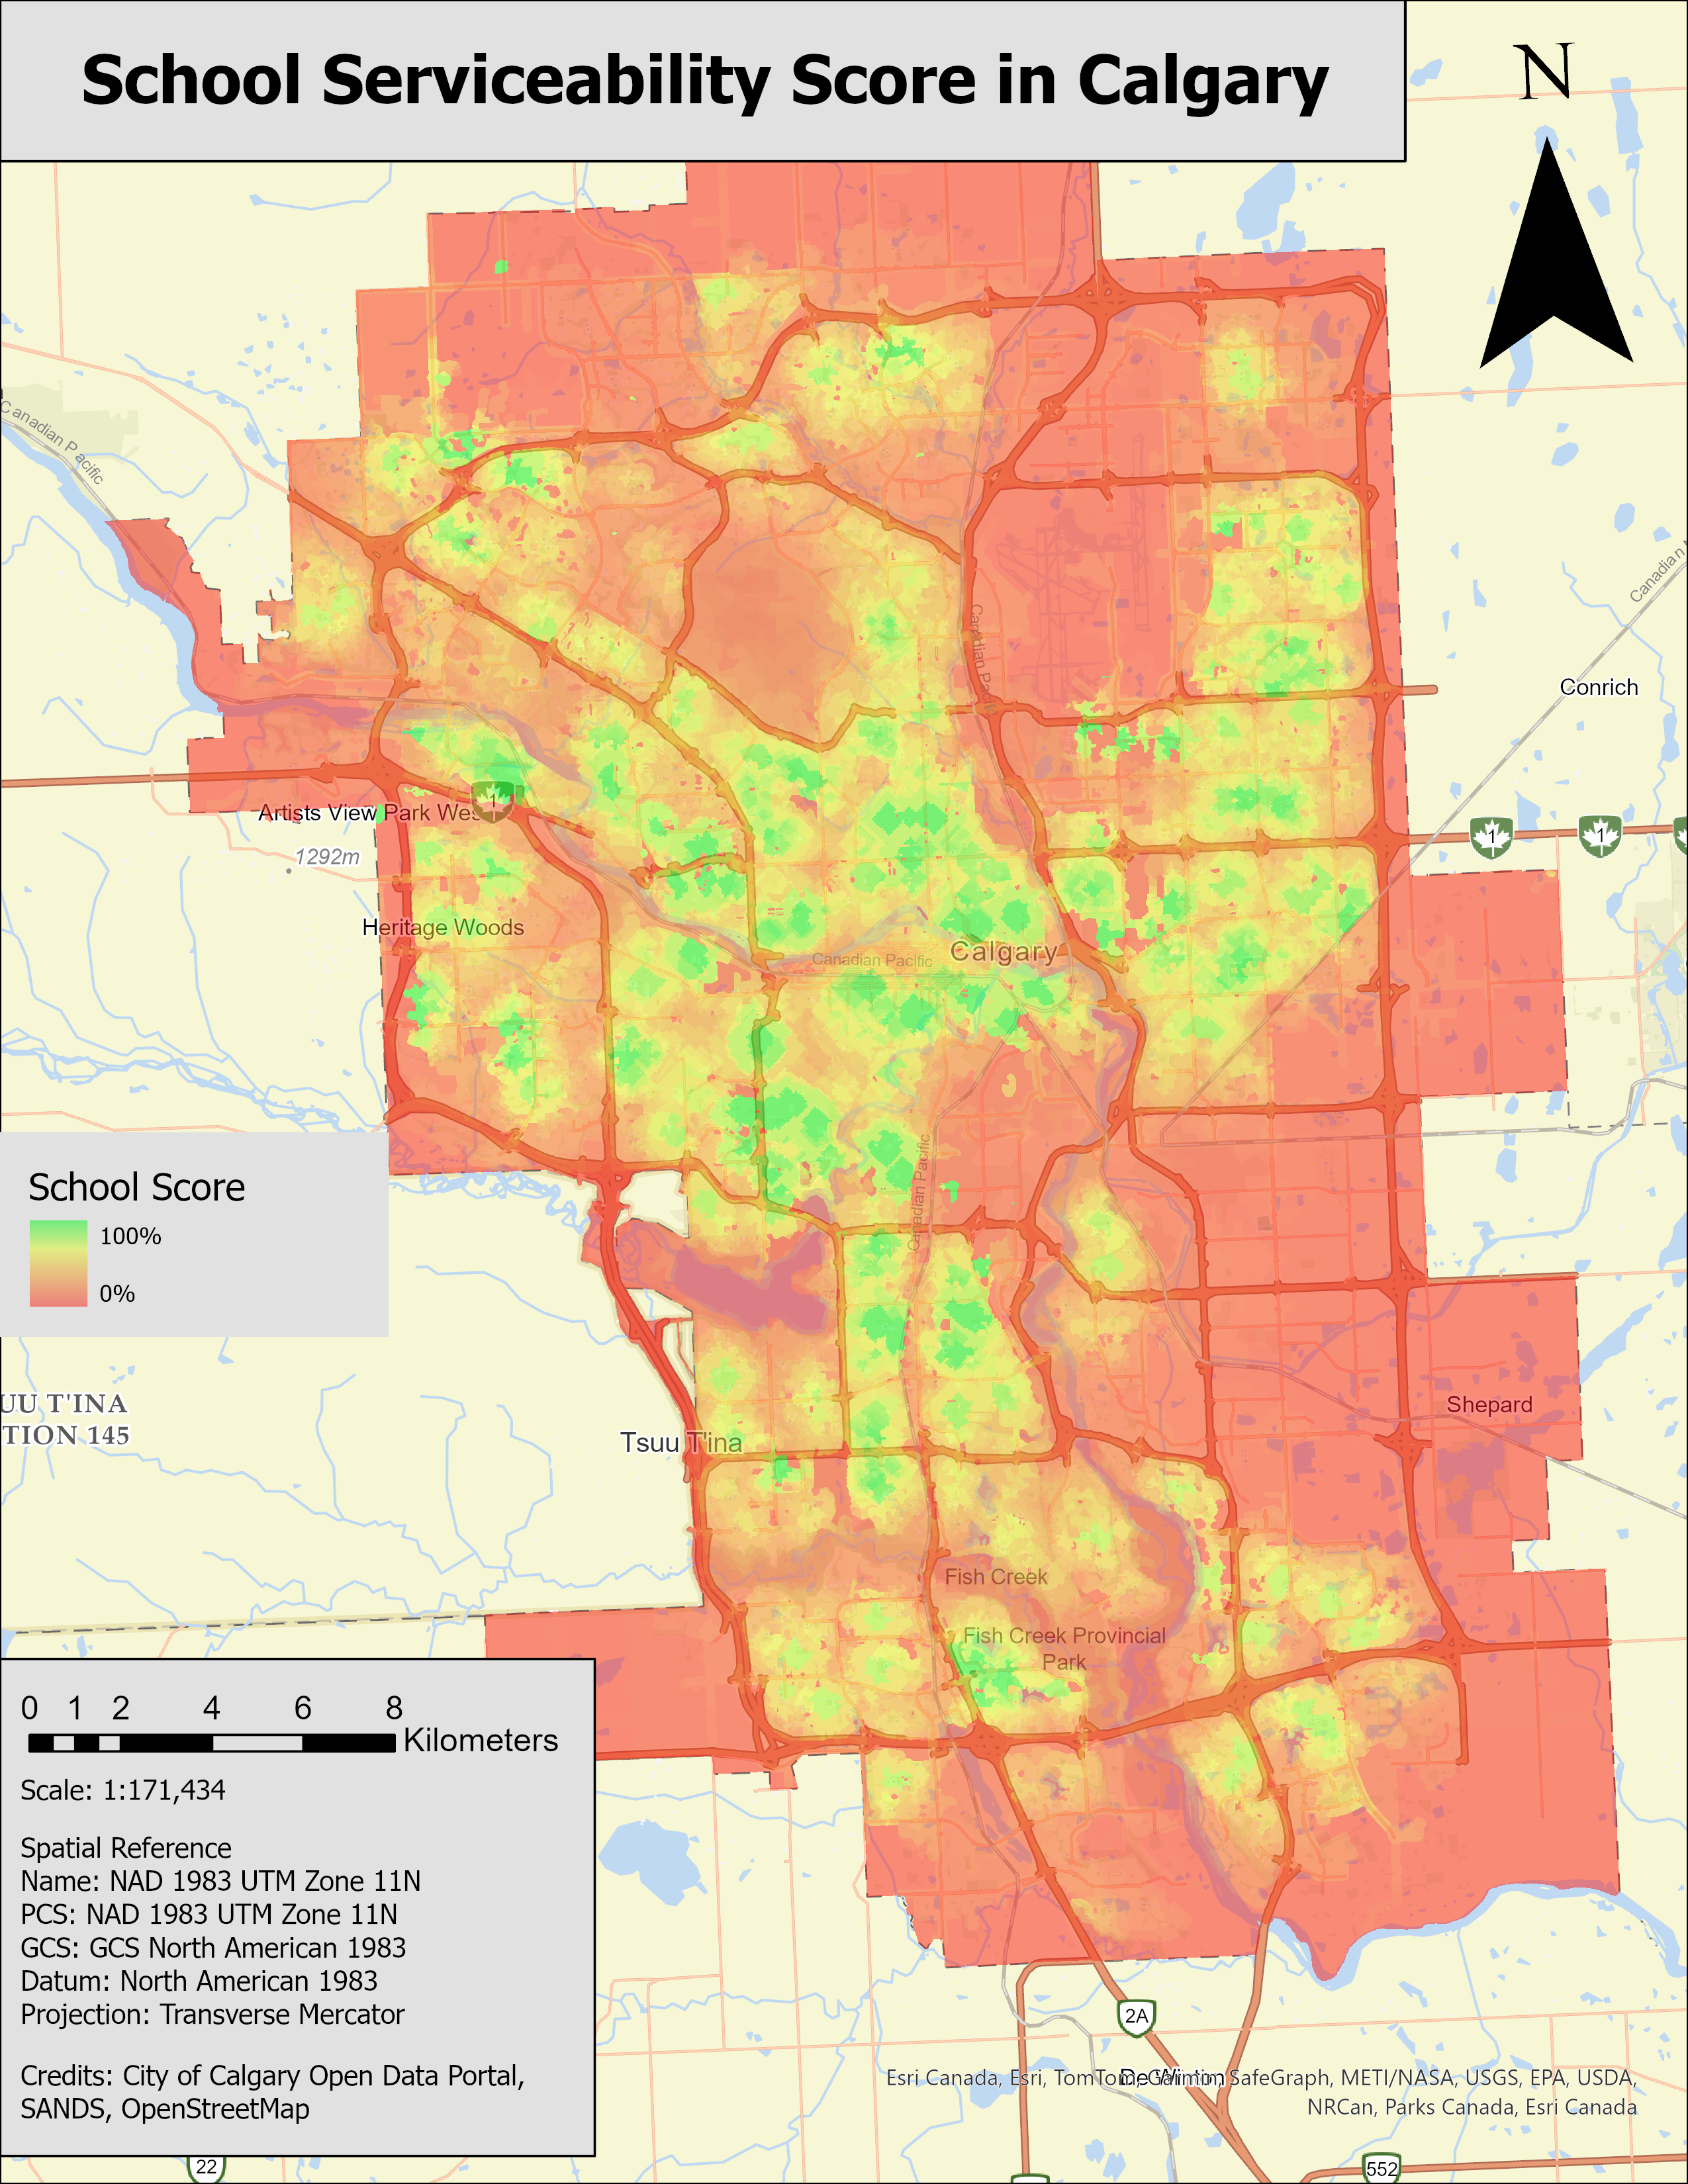 School Serviceability Score in Calgary
N
Canadian Pacific
Canadian
Canadian Pacific
Conrich
1
Artists View Park Wes
1
1
1292m
Heritage Woods
Calgary
Canadian Pacific
Canadian Pacific
School Score
100%
0%
UU T'INA
TION 145
Shepard
Tsuu T'ina
Fish Creek
Fish Creek Provincial
Park
0 1 2 4 6 8
Kilometers
Scale: 1:171,434
Spatial Reference
Name: NAD 1983 UTM Zone 11N
PCS: NAD 1983 UTM Zone 11N
GCS: GCS North American 1983
Datum: North American 1983
Projection: Transverse Mercator
Credits: City of Calgary Open Data Portal,
SANDS, OpenStreetMap
2A
De Winton
Esri Canada, Esri, TomTom, Garmin, SafeGraph, METI/NASA, USGS, EPA, USDA,
NRCan, Parks Canada, Esri Canada
22
552